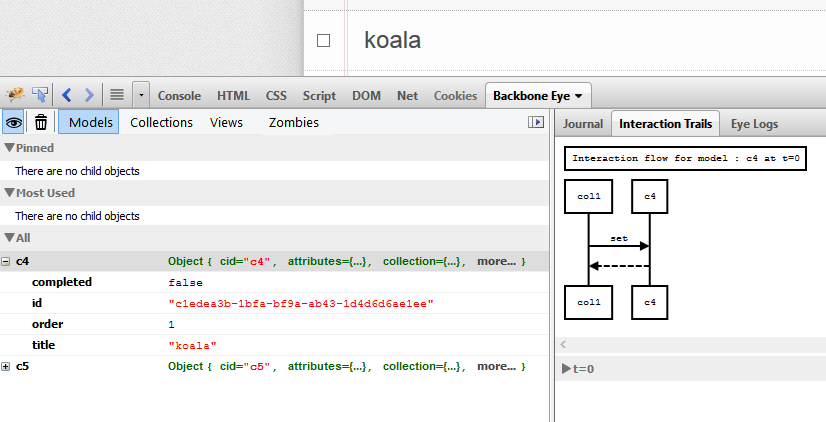 koala
Console HTML CSS Script DOM Net Cookies Backbone Eye
Models Collections Views Zombies
Pinned
There are no child objects
Most Used
There are no child objects
All
c4 Object { cid="c4", attributes={...}, collection={...}, more... }
completed false
id "c1edea3b-1bfa-bf9a-ab43-1d4d6d6ae1ee"
order 1
title "koala"
c5 Object { cid="c5", attributes={...}, collection={...}, more... }
Journal Interaction Trails Eye Logs
Interaction flow for model : c4 at t=0
col1 c4
set
col1 c4
t=0